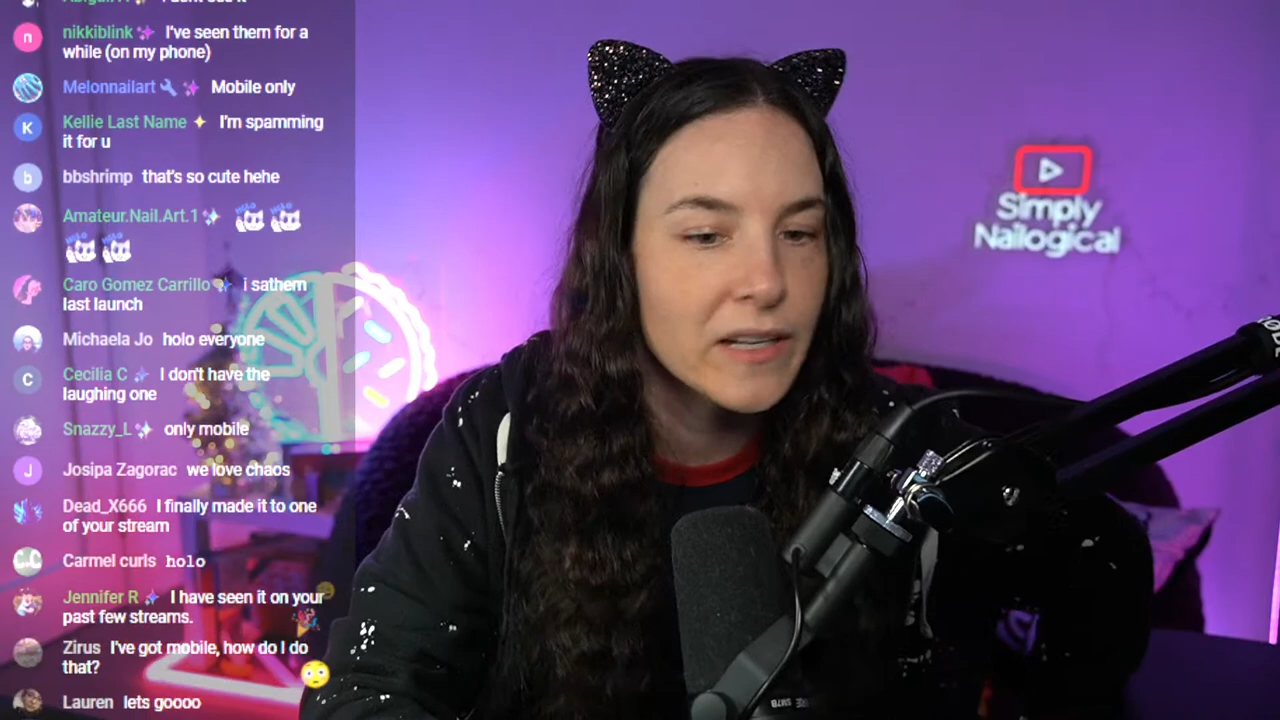 nikkiblink I've seen them for a
while (on my phone)
Melonnailart Mobile only
K Kellie Last Name I'm spamming
it for u
b bbshrimp that's so cute hehe
Amateur.Nail.Art.1
Caro Gomez Carrillo i sathem
last launch
Michaela Jo holo everyone
C Cecilia C I don't have the
laughing one
Snazzy_L only mobile
J Josipa Zagorac we love chaos
Dead_X666 I finally made it to one
of your stream
Carmel curls holo
Jennifer R I have seen it on your
past few streams.
Zirus I've got mobile, how do I do
that?
Lauren lets goooo
Simply
Nailogical
SM7B